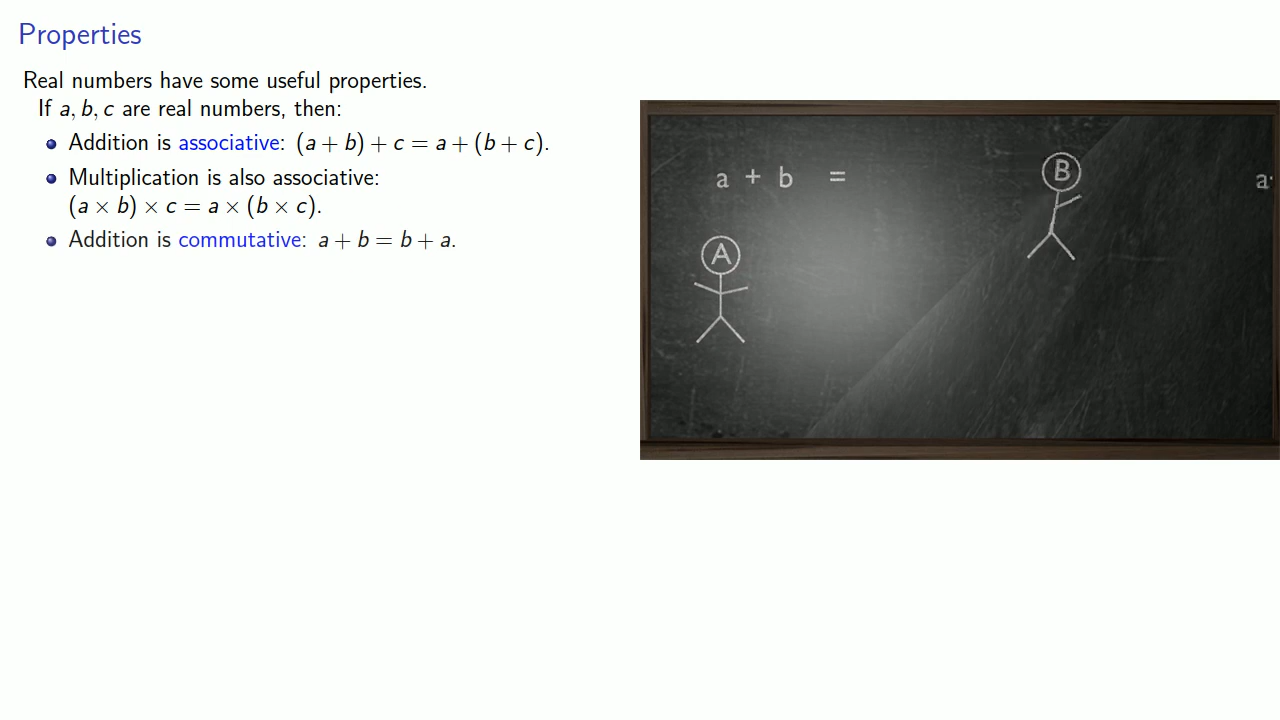 Properties
Real numbers have some useful properties.
If a, b, c are real numbers, then:
Addition is associative: (a + b) + c = a + (b + c).
Multiplication is also associative:
(a × b) × c = a × (b × c).
Addition is commutative: a + b = b + a.
a + b =
B
a
A